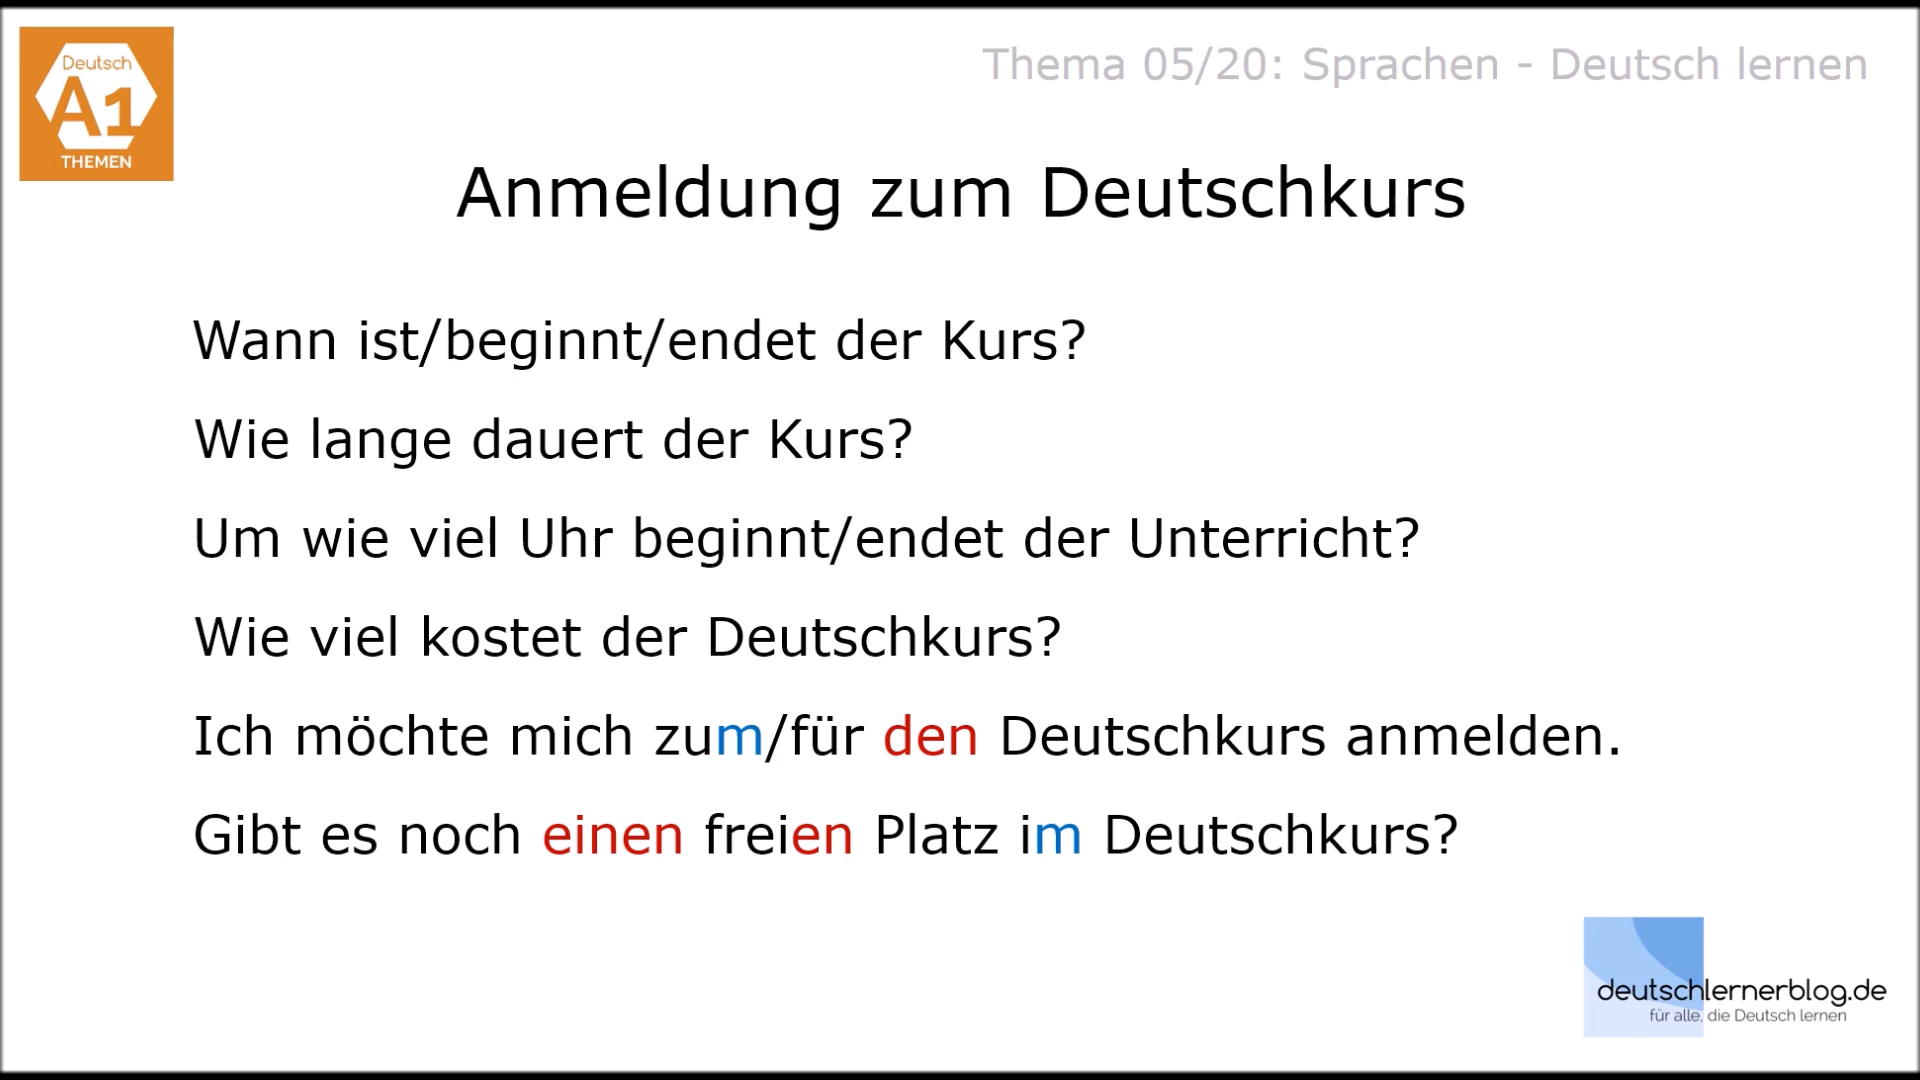 Deutsch
A1
THEMEN
Thema 05/20: Sprachen - Deutsch lernen
Anmeldung zum Deutschkurs
Wann ist/beginnt/endet der Kurs?
Wie lange dauert der Kurs?
Um wie viel Uhr beginnt/endet der Unterricht?
Wie viel kostet der Deutschkurs?
Ich möchte mich zum/für den Deutschkurs anmelden.
Gibt es noch einen freien Platz im Deutschkurs?
deutschlernerblog.de
für alle, die Deutsch lernen